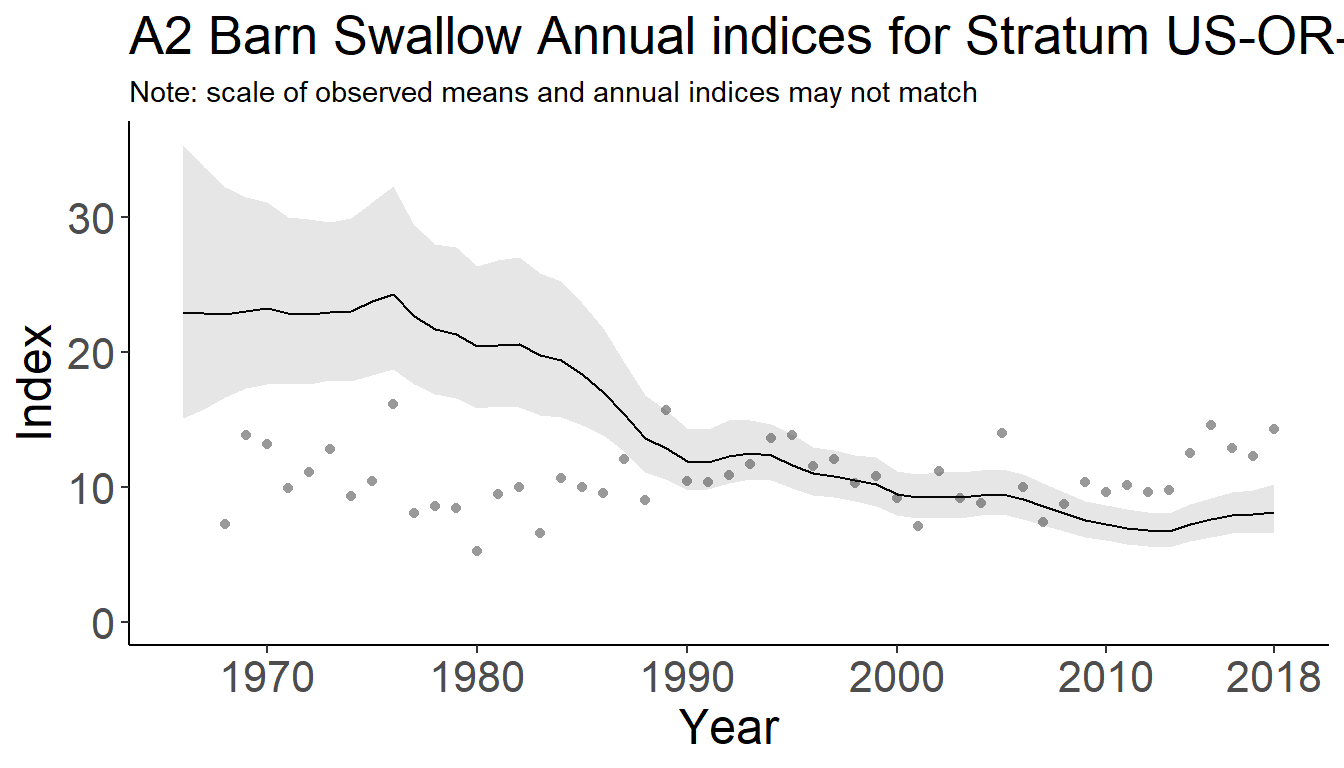 A2 Barn Swallow Annual indices for Stratum US-OR-
Note: scale of observed means and annual indices may not match
30
20
10
0
Index
1970 1980 1990 2000 2010 2018
Year